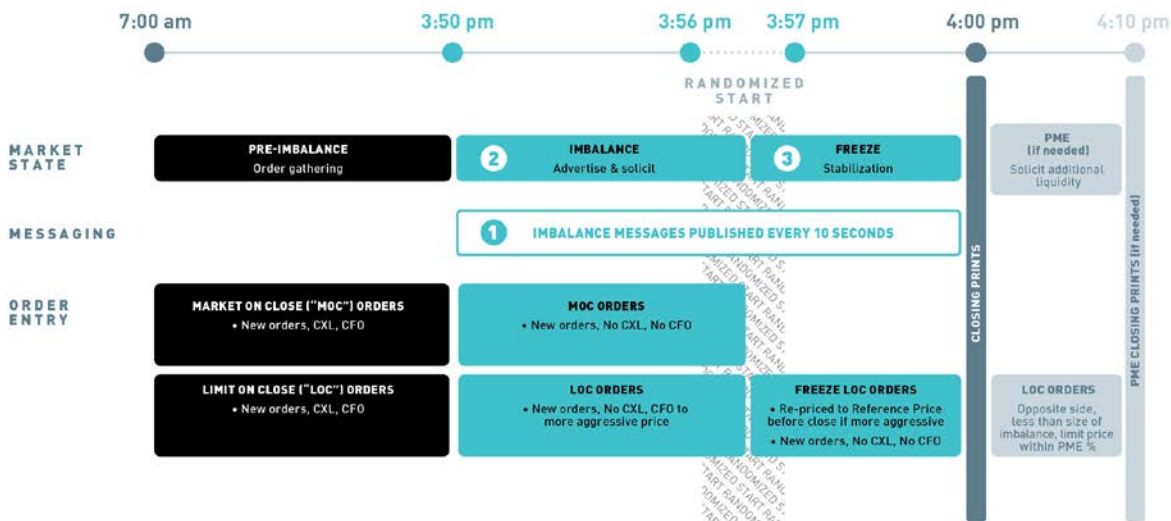 7:00 am
3:50 pm
3:56 pm
3:57 pm
4:00 pm
4:10 pm
RANDOMIZED
START
MARKET
STATE
PRE-IMBALANCE
Order gathering
2
IMBALANCE
Advertise & solicit
3
FREEZE
Stabilization
PME
(if needed)
Solicit additional
liquidity
MESSAGING
1
IMBALANCE MESSAGES PUBLISHED EVERY 10 SECONDS
ORDER
ENTRY
MARKET ON CLOSE ("MOC") ORDERS
• New orders, CXL, CFO
MOC ORDERS
• New orders, No CXL, No CFO
LIMIT ON CLOSE ("LOC") ORDERS
• New orders, CXL, CFO
LOC ORDERS
• New orders, No CXL, CFO to
more aggressive price
FREEZE LOC ORDERS
• Re-priced to Reference Price
before close if more aggressive
• New orders, No CXL, No CFO
LOC ORDERS
Opposite side,
less than size of
imbalance, limit price
within PME %
CLOSING PRINTS
PME CLOSING PRINTS (if needed)